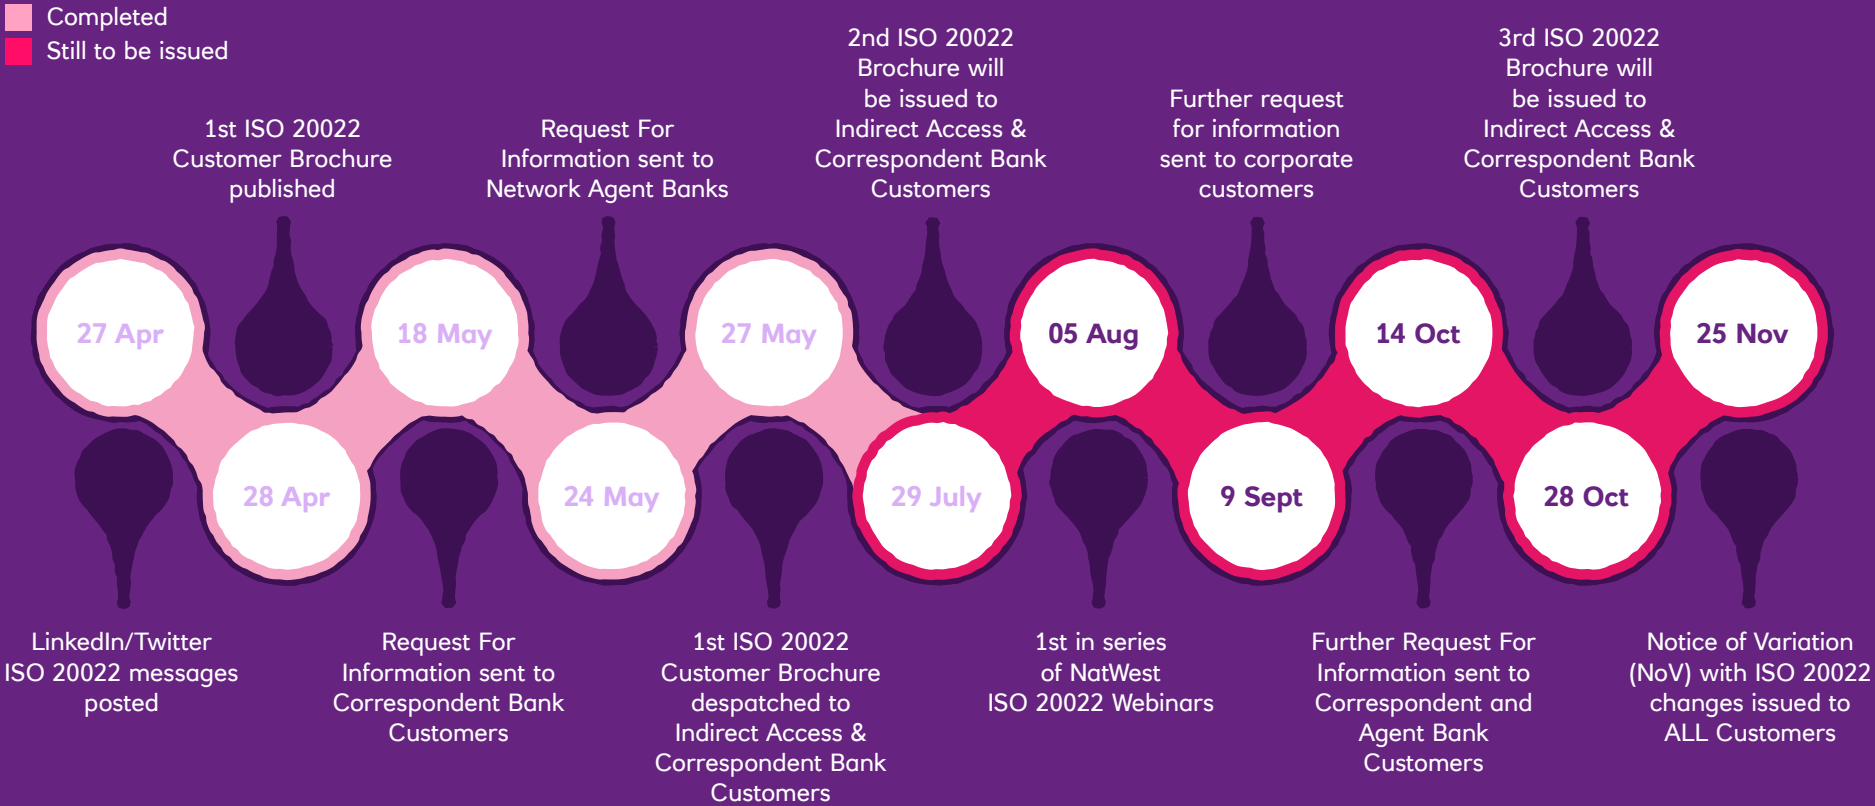 Completed
Still to be issued
1st ISO 20022
Customer Brochure
published
Request For
Information sent to
Network Agent Banks
2nd ISO 20022
Brochure will
be issued to
Indirect Access &
Correspondent Bank
Customers
Further request
for information
sent to corporate
customers
3rd ISO 20022
Brochure will
be issued to
Indirect Access &
Correspondent Bank
Customers
27 Apr
18 May
27 May
05 Aug
14 Oct
25 Nov
28 Apr
24 May
29 July
9 Sept
28 Oct
LinkedIn/Twitter
ISO 20022 messages
posted
Request For
Information sent to
Correspondent Bank
Customers
1st ISO 20022
Customer Brochure
despatched to
Indirect Access &
Correspondent Bank
Customers
1st in series
of NatWest
ISO 20022 Webinars
Further Request For
Information sent to
Correspondent and
Agent Bank
Customers
Notice of Variation
(NoV) with ISO 20022
changes issued to
ALL Customers